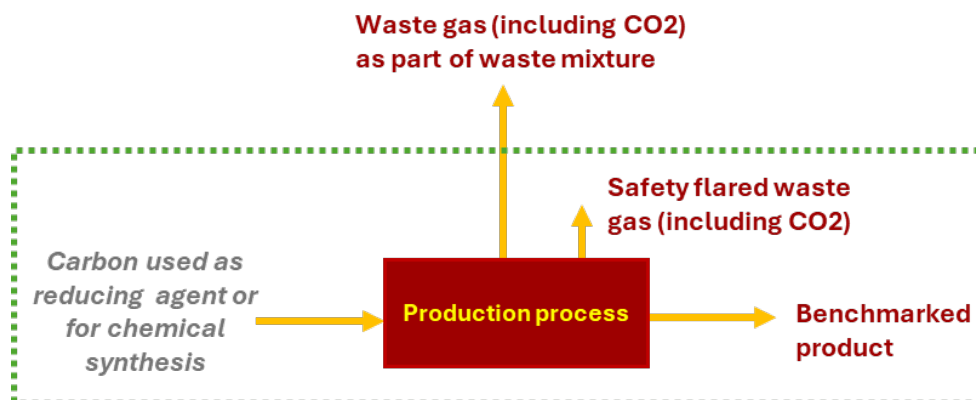 Waste gas (including CO2)
as part of waste mixture
Safety flared waste
gas (including CO2)
Carbon used as
reducing agent or
for chemical
synthesis
Production process
Benchmarked
product